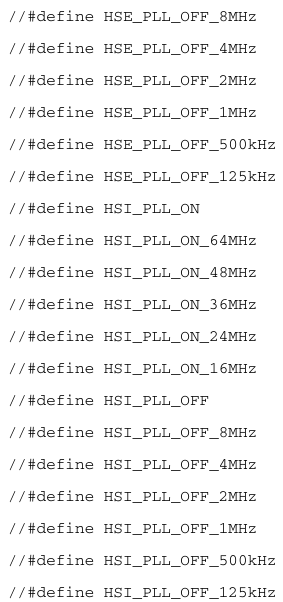 //#define HSE_PLL_OFF_8MHz
//#define HSE_PLL_OFF_4MHz
//#define HSE_PLL_OFF_2MHz
//#define HSE_PLL_OFF_1MHz
//#define HSE_PLL_OFF_500kHz
//#define HSE_PLL_OFF_125kHz
//#define HSI_PLL_ON
//#define HSI_PLL_ON_64MHz
//#define HSI_PLL_ON_48MHz
//#define HSI_PLL_ON_36MHz
//#define HSI_PLL_ON_24MHz
//#define HSI_PLL_ON_16MHz
//#define HSI_PLL_OFF
//#define HSI_PLL_OFF_8MHz
//#define HSI_PLL_OFF_4MHz
//#define HSI_PLL_OFF_2MHz
//#define HSI_PLL_OFF_1MHz
//#define HSI_PLL_OFF_500kHz
//#define HSI_PLL_OFF_125kHz